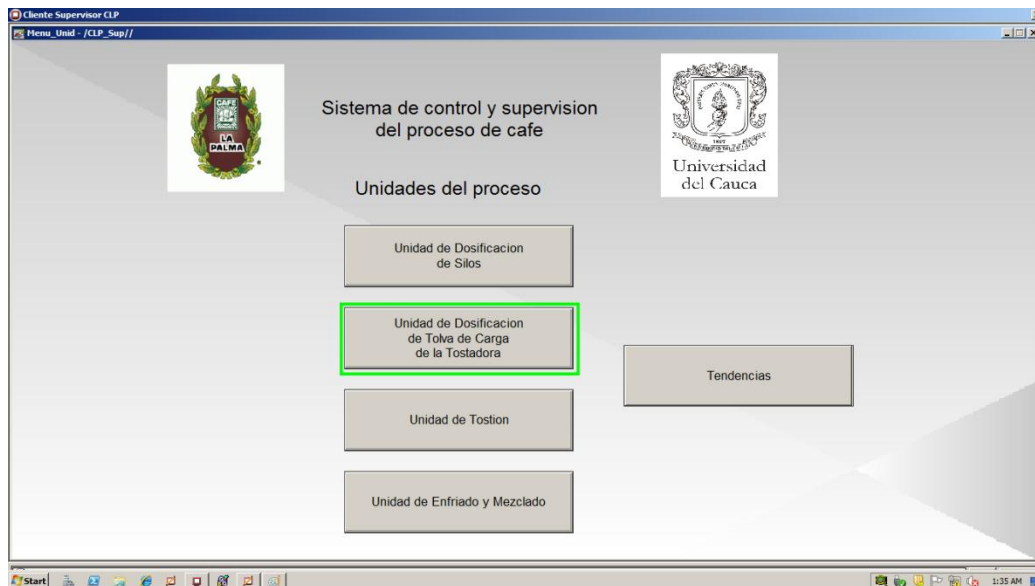 Cliente Supervisor CLP
Menu_Unid - /CLP_Sup//
CAFE
LA
PALMA
Sistema de control y supervision
del proceso de cafe
Universidad
del Cauca
Unidades del proceso
Unidad de Dosificacion
de Silos
Unidad de Dosificacion
de Tolva de Carga
de la Tostadora
Tendencias
Unidad de Tostion
Unidad de Enfriado y Mezclado
Start
1:35 AM